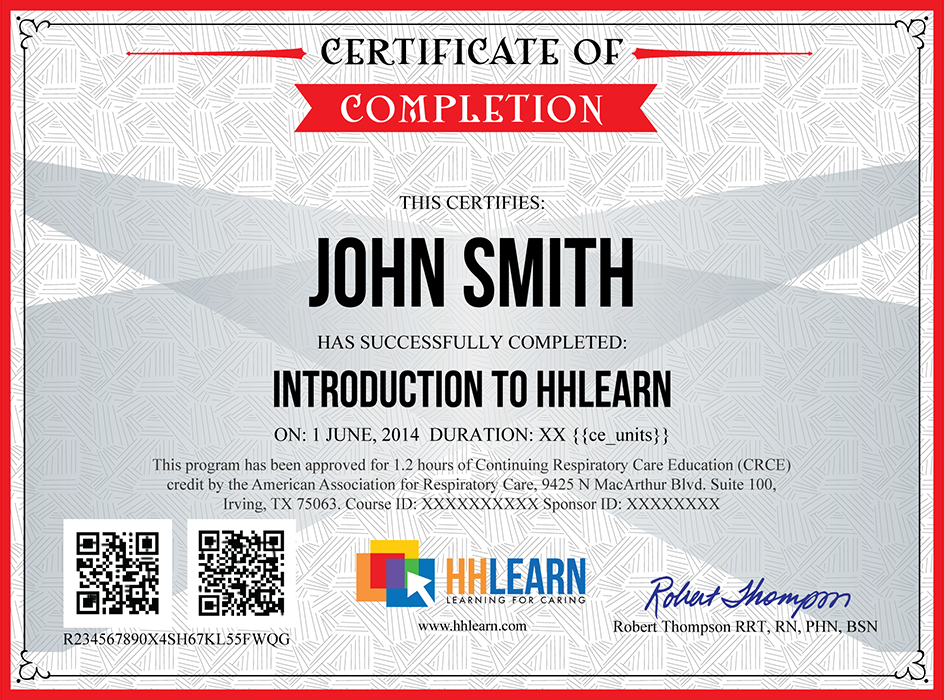 CERTIFICATE OF
COMPLETION
THIS CERTIFIES:
JOHN SMITH
HAS SUCCESSFULLY COMPLETED:
INTRODUCTION TO HHLEARN
ON: 1 JUNE, 2014 DURATION: XX {{ce_units}}
This program has been approved for 1.2 hours of Continuing Respiratory Care Education (CRCE)
credit by the American Association for Respiratory Care, 9425 N MacArthur Blvd. Suite 100,
Irving, TX 75063. Course ID: XXXXXXXXXX Sponsor ID: XXXXXXXX
R234567890X4SH67KL55FWQG
HHLEARN
LEARNING FOR CARING
www.hhlearn.com
Robert Thompson
Robert Thompson RRT, RN, PHN, BSN